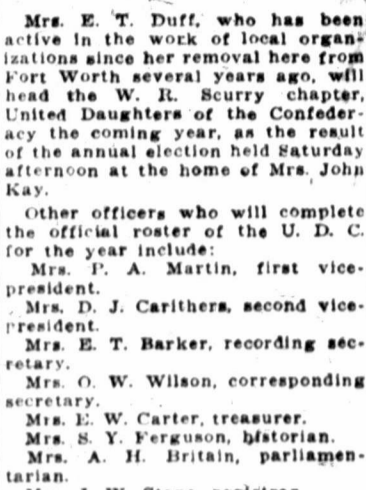 Mrs. E. T. Duff, who has been
active in the work of local organ-
izations since her removal here from
Fort Worth several years ago, will
head the W. R. Scurry chapter,
United Daughters of the Confeder-
acy the coming year, as the result
of the annual election held Saturday
afternoon at the home of Mrs. John
Kay.
Other officers who will complete
the official roster of the U. D. C.
for the year include:
Mrs. P. A. Martin, first vice-
president.
Mrs. D. J. Carithers, second vice-
president.
Mrs. E. T. Barker, recording sec-
retary.
Mrs. O. W. Wilson, corresponding
secretary.
Mrs. E. W. Carter, treasurer.
Mrs. S. Y. Ferguson, historian.
Mrs. A. H. Britain, parliamen-
tarian.